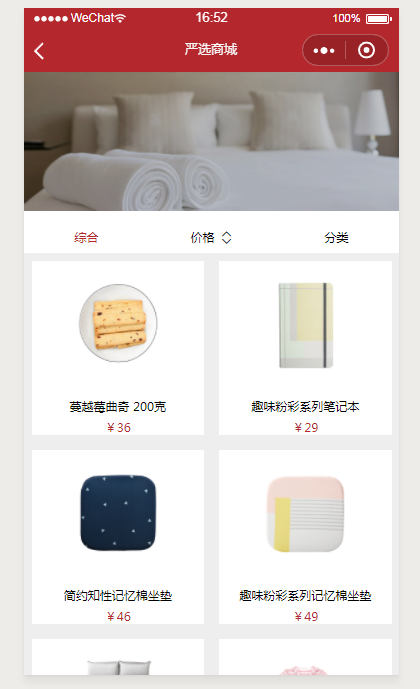 WeChat 16:52 100%
严选商城
综合 价格 分类
蔓越莓曲奇 200克 趣味粉彩系列笔记本
￥36 ￥29
简约知性记忆棉坐垫 趣味粉彩系列记忆棉坐垫
￥46 ￥49